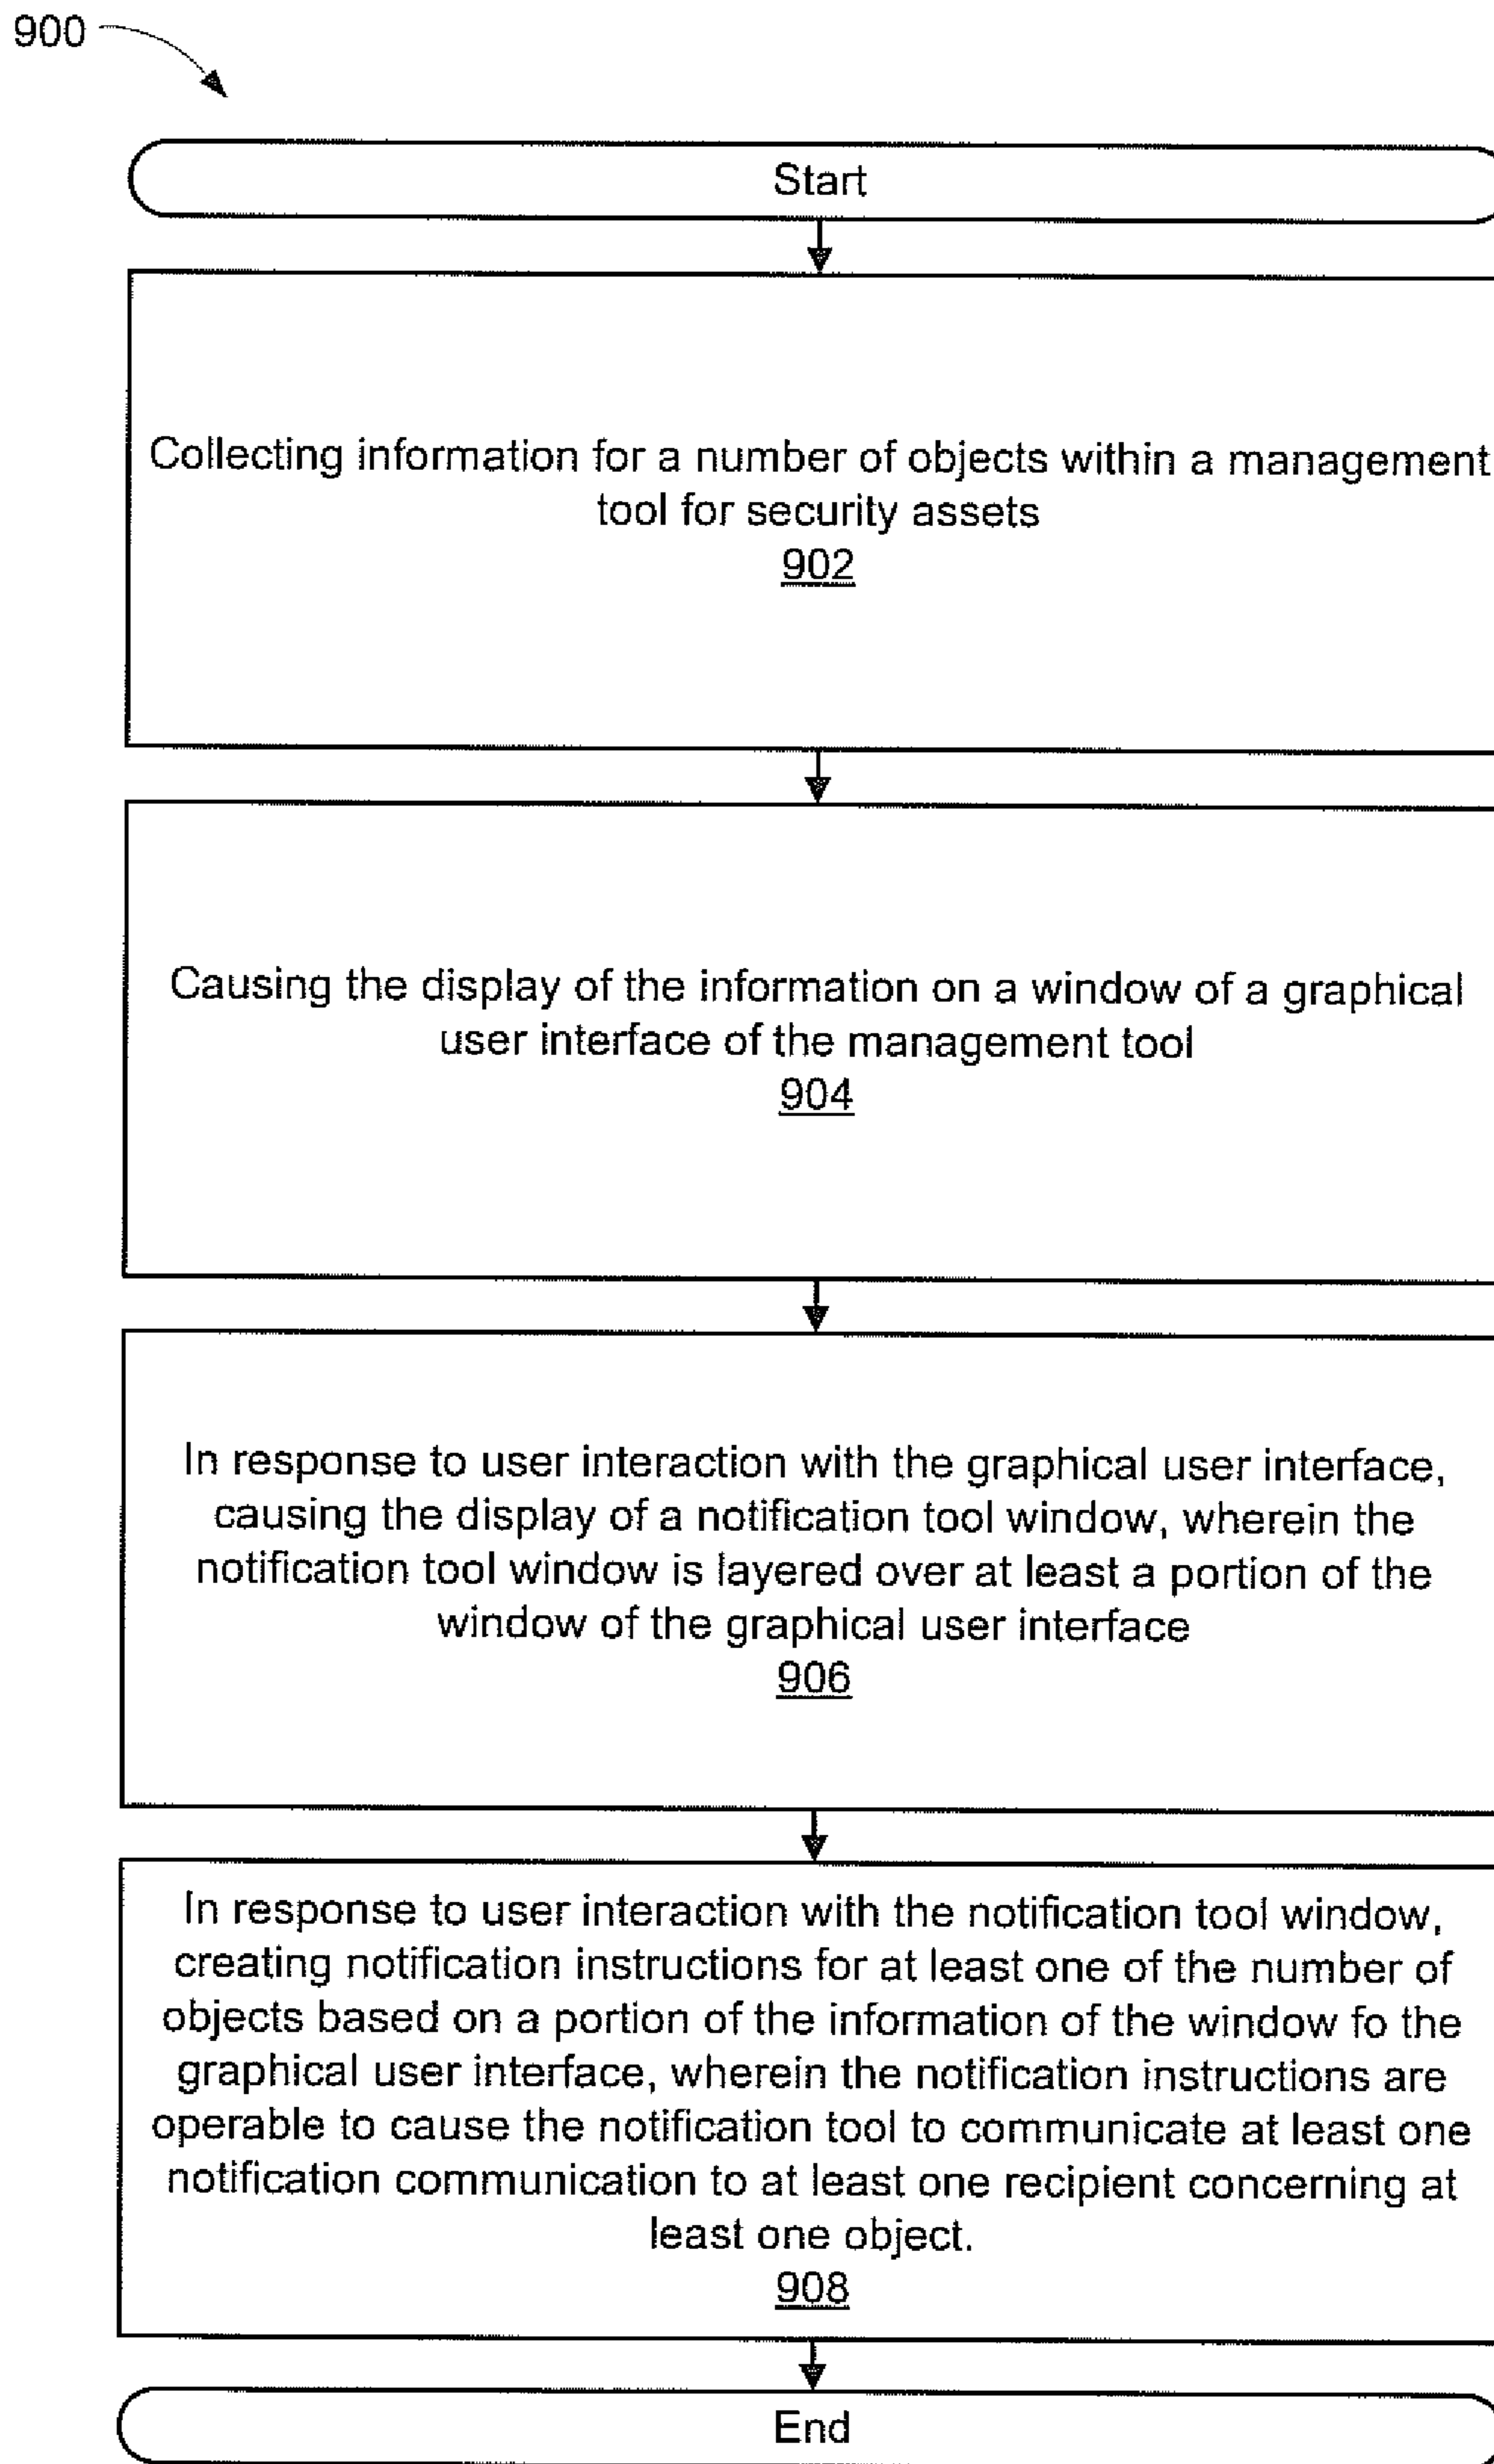 900
Start
Collecting information for a number of objects within a management
tool for security assets
902
Causing the display of the information on a window of a graphical
user interface of the management tool
904
In response to user interaction with the graphical user interface,
causing the display of a notification tool window, wherein the
notification tool window is layered over at least a portion of the
window of the graphical user interface
906
In response to user interaction with the notification tool window,
creating notification instructions for at least one of the number of
objects based on a portion of the information of the window fo the
graphical user interface, wherein the notification instructions are
operable to cause the notification tool to communicate at least one
notification communication to at least one recipient concerning at
least one object.
908
End